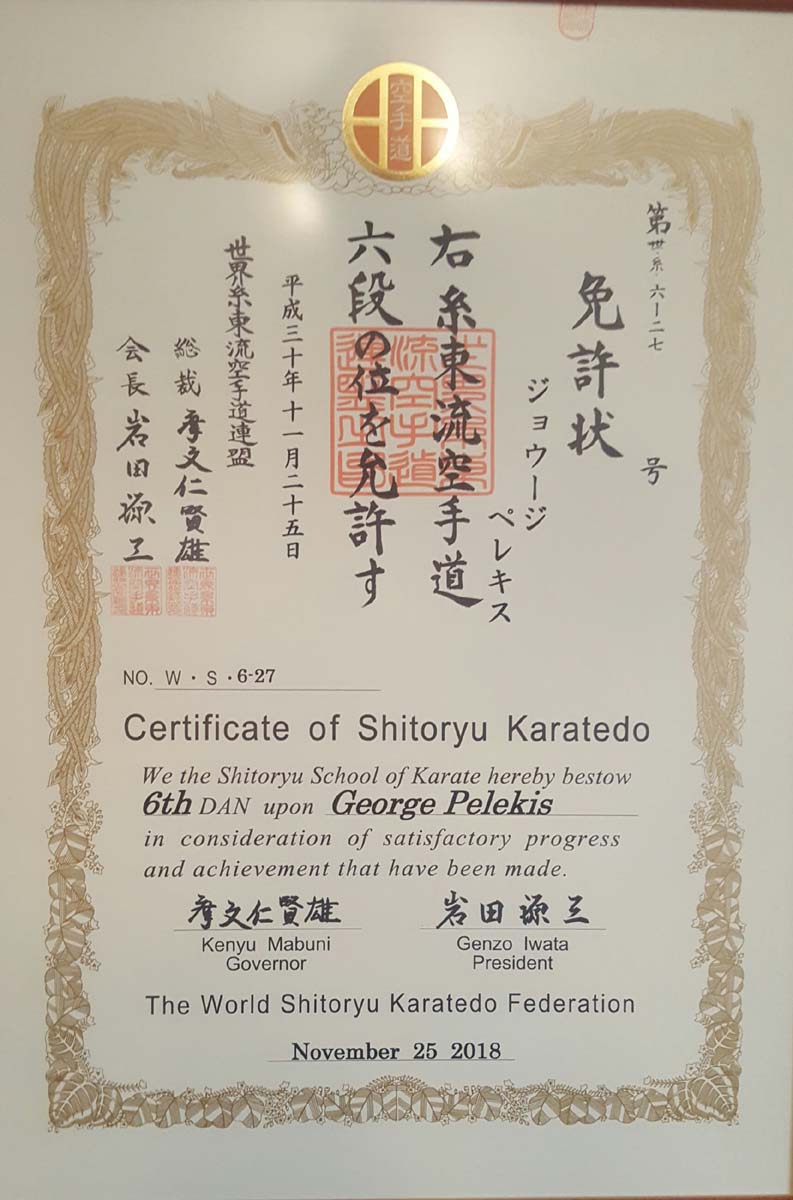 空手道
第世・糸・六ー二七 号
免許状
ジョウージ
ペレキス
右糸東流空手道
六段の位を允許す
平成三十年十一月二十五日
世界糸東流空手道連盟
総裁 摩文仁賢雄
会長 岩田源三
NO. W・S・6-27
Certificate of Shitoryu Karatedo
We the Shitoryu School of Karate hereby bestow
6th DAN upon George Pelekis
in consideration of satisfactory progress
and achievement that have been made.
摩文仁賢雄 岩田源三
Kenyu Mabuni Genzo Iwata
Governor President
The World Shitoryu Karatedo Federation
November 25 2018